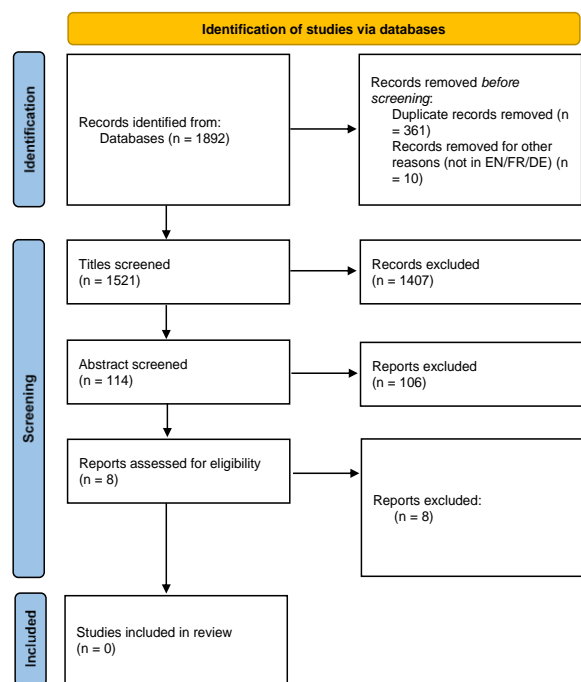 Identification of studies via databases
Identification
Records identified from:
Databases (n = 1892)
Records removed before
screening:
Duplicate records removed (n
= 361)
Records removed for other
reasons (not in EN/FR/DE) (n
= 10)
Screening
Titles screened
(n = 1521)
Records excluded
(n = 1407)
Abstract screened
(n = 114)
Reports excluded
(n = 106)
Reports assessed for eligibility
(n = 8)
Reports excluded:
(n = 8)
Included
Studies included in review
(n = 0)